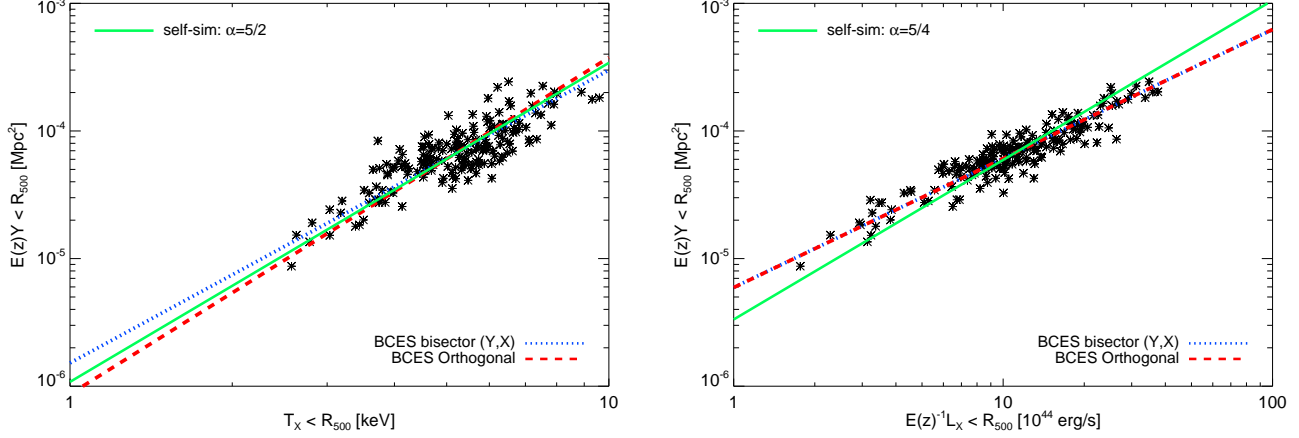 10⁻³
self-sim: α=5/2
10⁻⁴
E(z)Y < R₅₀₀ [Mpc²]
10⁻⁵
BCES bisector (Y,X)
BCES Orthogonal
10⁻⁶
1
10
T_X < R₅₀₀ [keV]
10⁻³
self-sim: α=5/4
10⁻⁴
E(z)Y < R₅₀₀ [Mpc²]
10⁻⁵
BCES bisector (Y,X)
BCES Orthogonal
10⁻⁶
1
10
100
E(z)⁻¹L_X < R₅₀₀ [10⁴⁴ erg/s]